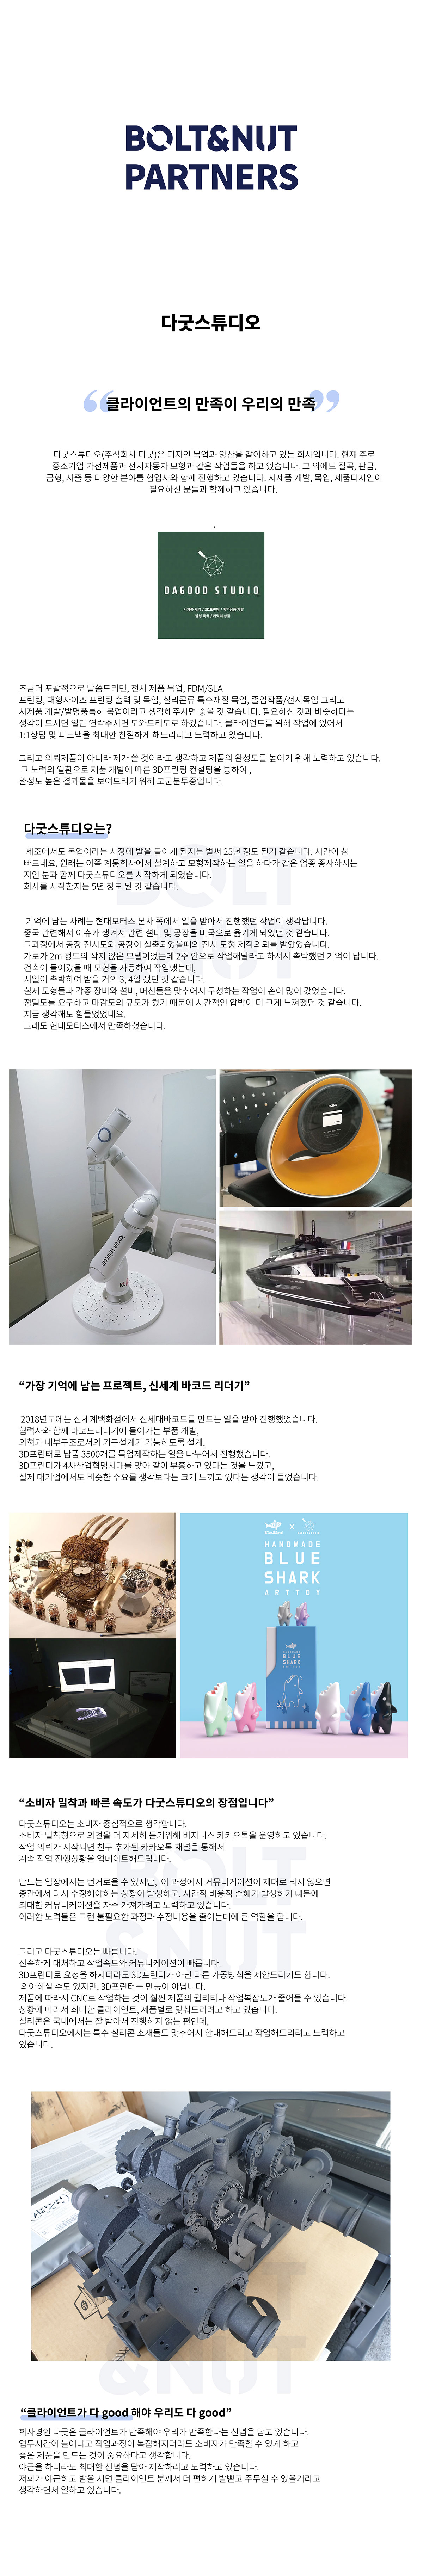 BOLT&NUT
PARTNERS
다굿스튜디오
“클라이언트의 만족이 우리의 만족”
다굿스튜디오(주식회사 다굿)은 디자인 목업과 양산을 같이하고 있는 회사입니다. 현재 주로
중소기업 가전제품과 전시자동차 모형과 같은 작업들을 하고 있습니다. 그 외에도 절곡, 판금,
금형, 사출 등 다양한 분야를 협업사와 함께 진행하고 있습니다. 시제품 개발, 목업, 제품디자인이
필요하신 분들과 함께하고 있습니다.
.
DAGOOD STUDIO
시제품 제작 / 3D프린팅 / 지역상품 개발
발명 특허 / 캐릭터 상품
조금더 포괄적으로 말씀드리면, 전시 제품 목업, FDM/SLA
프린팅, 대형사이즈 프린팅 출력 및 목업, 실리콘류 특수재질 목업, 졸업작품/전시목업 그리고
시제품 개발/발명품특허 목업이라고 생각해주시면 좋을 것 같습니다. 필요하신 것과 비슷하다는
생각이 드시면 일단 연락주시면 도와드리도로 하겠습니다. 클라이언트를 위해 작업에 있어서
1:1상담 및 피드백을 최대한 친절하게 해드리려고 노력하고 있습니다.
그리고 의뢰제품이 아니라 제가 쓸 것이라고 생각하고 제품의 완성도를 높이기 위해 노력하고 있습니다.
그 노력의 일환으로 제품 개발에 따른 3D프린팅 컨설팅을 통하여 ,
완성도 높은 결과물을 보여드리기 위해 고군분투중입니다.
다굿스튜디오는?
제조에서도 목업이라는 시장에 발을 들이게 된지는 벌써 25년 정도 된거 같습니다. 시간이 참
빠르네요. 원래는 이쪽 계통회사에서 설계하고 모형제작하는 일을 하다가 같은 업종 종사하시는
지인 분과 함께 다굿스튜디오를 시작하게 되었습니다.
회사를 시작한지는 5년 정도 된 것 같습니다.
BOLT
&NUT
기억에 남는 사례는 현대모터스 본사 쪽에서 일을 받아서 진행했던 작업이 생각납니다.
중국 관련해서 이슈가 생겨서 관련 설비 및 공장을 미국으로 옮기게 되었던 것 같습니다.
그과정에서 공장 전시도와 공장이 실축되었을때의 전시 모형 제작의뢰를 받았었습니다.
가로가 2m 정도의 작지 않은 모델이었는데 2주 안으로 작업해달라고 하셔서 촉박했던 기억이 납니다.
건축이 들어갔을 때 모형을 사용하여 작업했는데,
시일이 촉박하여 밤을 거의 3, 4일 샜던 것 같습니다.
실제 모형들과 각종 장비와 설비, 머신들을 맞추어서 구성하는 작업이 손이 많이 갔었습니다.
정밀도를 요구하고 마감도의 규모가 컸기 때문에 시간적인 압박이 더 크게 느껴졌던 것 같습니다.
지금 생각해도 힘들었었네요.
그래도 현대모터스에서 만족하셨습니다.
korea telecom
“가장 기억에 남는 프로젝트, 신세계 바코드 리더기”
2018년도에는 신세계백화점에서 신세대바코드를 만드는 일을 받아 진행했었습니다.
협력사와 함께 바코드리더기에 들어가는 부품 개발,
외형과 내부구조로서의 기구설계가 가능하도록 설계,
3D프린터로 납품 3500개를 목업제작하는 일을 나누어서 진행했습니다.
3D프린터가 4차산업혁명시대를 맞아 같이 부흥하고 있다는 것을 느꼈고,
실제 대기업에서도 비슷한 수요를 생각보다는 크게 느끼고 있다는 생각이 들었습니다.
X
HANDMADE
BLUE
SHARK
ARTTOY
BLUE
SHARK
“소비자 밀착과 빠른 속도가 다굿스튜디오의 장점입니다”
다굿스튜디오는 소비자 중심적으로 생각합니다.
소비자 밀착형으로 의견을 더 자세히 듣기위해 비지니스 카카오톡을 운영하고 있습니다.
작업 의뢰가 시작되면 친구 추가된 카카오톡 채널을 통해서
계속 작업 진행상황을 업데이트해드립니다.
BOLT
&NUT
만드는 입장에서는 번거로울 수 있지만, 이 과정에서 커뮤니케이션이 제대로 되지 않으면
중간에서 다시 수정해야하는 상황이 발생하고, 시간적 비용적 손해가 발생하기 때문에
최대한 커뮤니케이션을 자주 가져가려고 노력하고 있습니다.
이러한 노력들은 그런 불필요한 과정과 수정비용을 줄이는데에 큰 역할을 합니다.
그리고 다굿스튜디오는 빠릅니다.
신속하게 대처하고 작업속도와 커뮤니케이션이 빠릅니다.
3D프린터로 요청을 하시더라도 3D프린터가 아닌 다른 가공방식을 제안드리기도 합니다.
의아하실 수도 있지만, 3D프린터는 만능이 아닙니다.
제품에 따라서 CNC로 작업하는 것이 훨씬 제품의 퀄리티나 작업복잡도가 줄어들 수 있습니다.
상황에 따라서 최대한 클라이언트, 제품별로 맞춰드리려고 하고 있습니다.
실리콘은 국내에서는 잘 받아서 진행하지 않는 편인데,
다굿스튜디오에서는 특수 실리콘 소재들도 맞추어서 안내해드리고 작업해드리려고 노력하고
있습니다.
&NUT
“클라이언트가 다 good 해야 우리도 다 good”
회사명인 다굿은 클라이언트가 만족해야 우리가 만족한다는 신념을 담고 있습니다.
업무시간이 늘어나고 작업과정이 복잡해지더라도 소비자가 만족할 수 있게 하고
좋은 제품을 만드는 것이 중요하다고 생각합니다.
야근을 하더라도 최대한 신념을 담아 제작하려고 노력하고 있습니다.
저희가 야근하고 밤을 새면 클라이언트 분께서 더 편하게 발뻗고 주무실 수 있을거라고
생각하면서 일하고 있습니다.